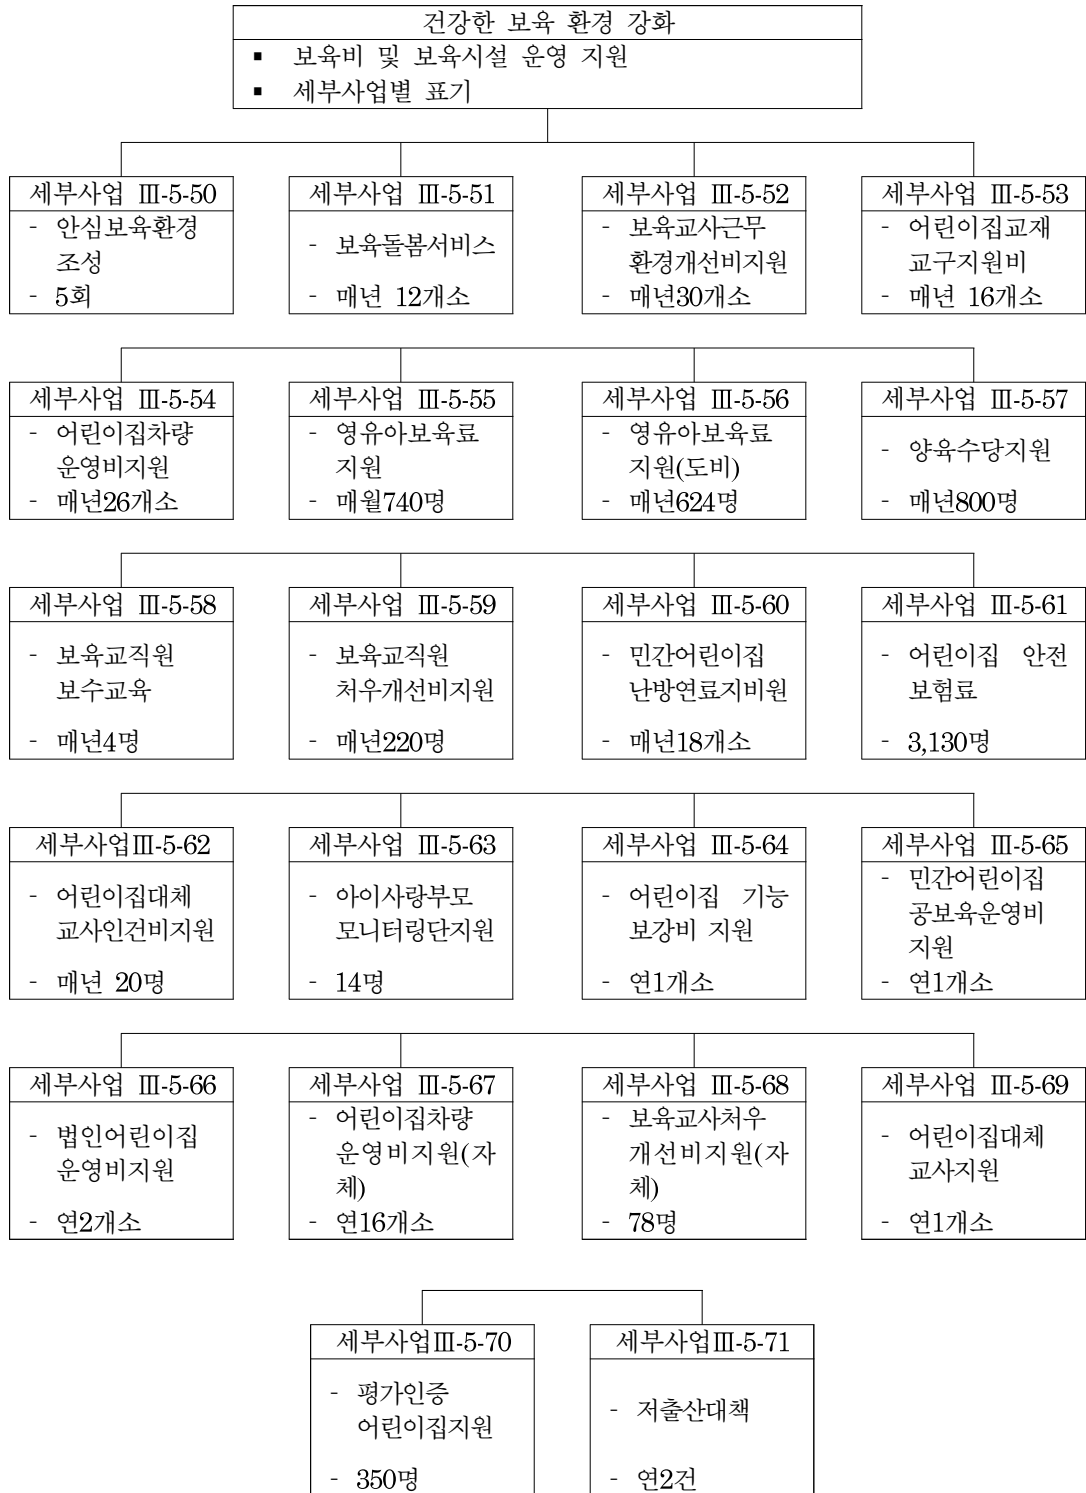 건강한 보육 환경 강화
▪ 보육비 및 보육시설 운영 지원
▪ 세부사업별 표기
세부사업 Ⅲ-5-50
- 안심보육환경
조성
- 5회
세부사업 Ⅲ-5-51
- 보육돌봄서비스
- 매년 12개소
세부사업 Ⅲ-5-52
- 보육교사근무
환경개선비지원
- 매년30개소
세부사업 Ⅲ-5-53
- 어린이집교재
교구지원비
- 매년 16개소
세부사업 Ⅲ-5-54
- 어린이집차량
운영비지원
- 매년26개소
세부사업 Ⅲ-5-55
- 영유아보육료
지원
- 매월740명
세부사업 Ⅲ-5-56
- 영유아보육료
지원(도비)
- 매년624명
세부사업 Ⅲ-5-57
- 양육수당지원
- 매년800명
세부사업 Ⅲ-5-58
- 보육교직원
보수교육
- 매년4명
세부사업 Ⅲ-5-59
- 보육교직원
처우개선비지원
- 매년220명
세부사업 Ⅲ-5-60
- 민간어린이집
난방연료지비원
- 매년18개소
세부사업 Ⅲ-5-61
- 어린이집 안전
보험료
- 3,130명
세부사업Ⅲ-5-62
- 어린이집대체
교사인건비지원
- 매년 20명
세부사업 Ⅲ-5-63
- 아이사랑부모
모니터링단지원
- 14명
세부사업 Ⅲ-5-64
- 어린이집 기능
보강비 지원
- 연1개소
세부사업 Ⅲ-5-65
- 민간어린이집
공보육운영비
지원
- 연1개소
세부사업 Ⅲ-5-66
- 법인어린이집
운영비지원
- 연2개소
세부사업 Ⅲ-5-67
- 어린이집차량
운영비지원(자
체)
- 연16개소
세부사업 Ⅲ-5-68
- 보육교사처우
개선비지원(자
체)
- 78명
세부사업 Ⅲ-5-69
- 어린이집대체
교사지원
- 연1개소
세부사업Ⅲ-5-70
- 평가인증
어린이집지원
- 350명
세부사업Ⅲ-5-71
- 저출산대책
- 연2건